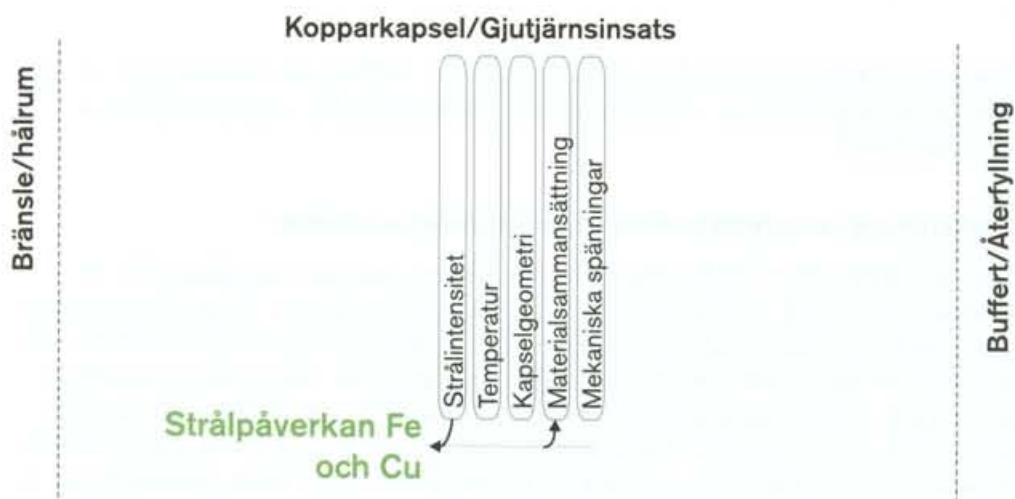 Kopparkapsel/Gjutjärnsinsats
Bränsle/hålrum
Strålintensitet
Temperatur
Kapselgeometri
Materialsammansättning
Mekaniska spänningar
Buffert/Återfyllning
Strålpåverkan Fe
och Cu